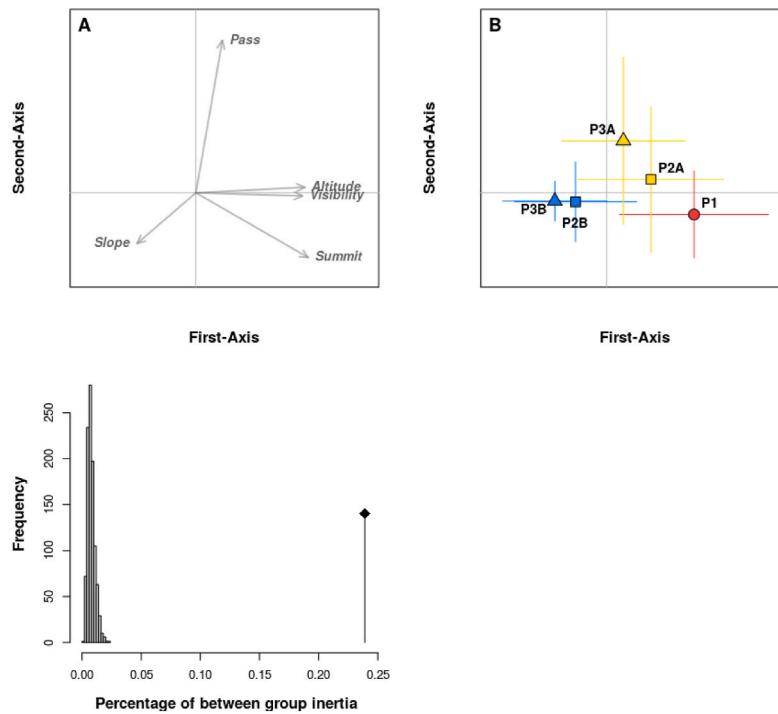 A
Pass
Altitude
Visibility
Slope
Summit
Second-Axis
First-Axis
B
P3A
P2A
P3B
P2B
P1
Second-Axis
First-Axis
250
200
150
100
50
0
Frequency
0.00 0.05 0.10 0.15 0.20 0.25
Percentage of between group inertia